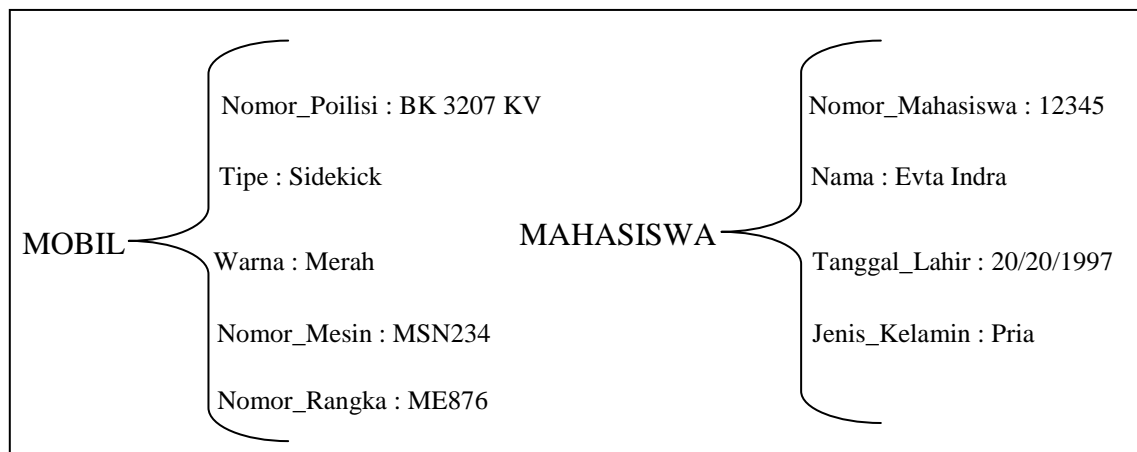 MOBIL
Nomor_Poilisi : BK 3207 KV
Tipe : Sidekick
Warna : Merah
Nomor_Mesin : MSN234
Nomor_Rangka : ME876
MAHASISWA
Nomor_Mahasiswa : 12345
Nama : Evta Indra
Tanggal_Lahir : 20/20/1997
Jenis_Kelamin : Pria